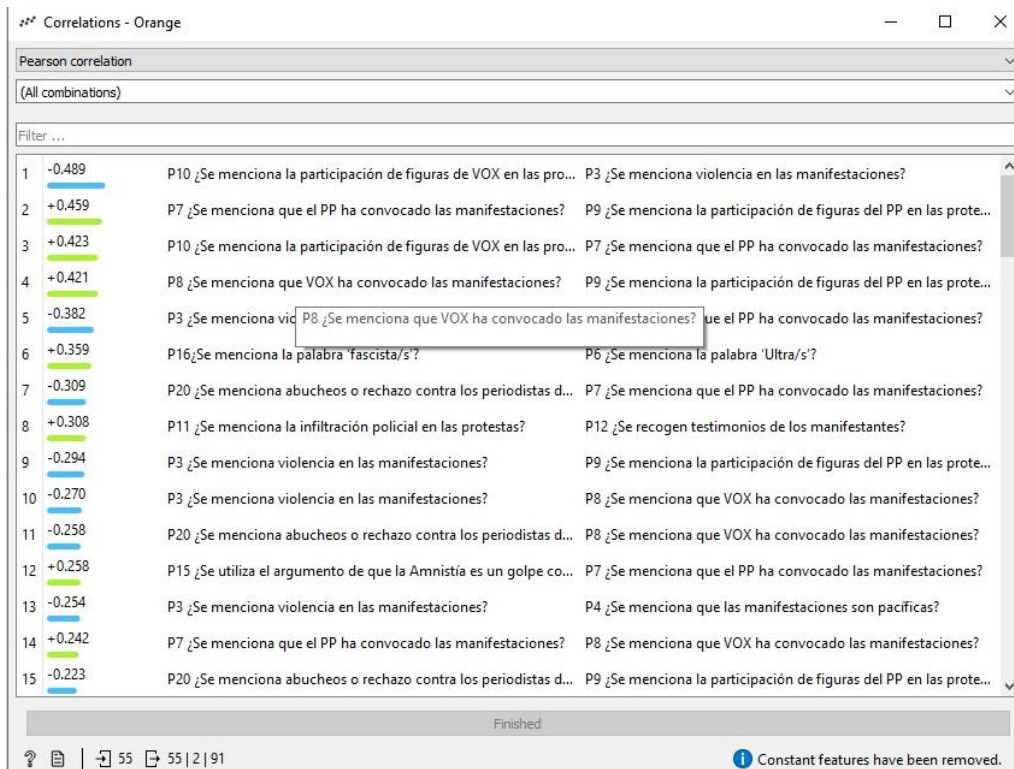 Correlations - Orange
Pearson correlation
(All combinations)
Filter ...
1 -0.489 P10 ¿Se menciona la participación de figuras de VOX en las pro... P3 ¿Se menciona violencia en las manifestaciones?
2 +0.459 P7 ¿Se menciona que el PP ha convocado las manifestaciones? P9 ¿Se menciona la participación de figuras del PP en las prote...
3 +0.423 P10 ¿Se menciona la participación de figuras de VOX en las pro... P7 ¿Se menciona que el PP ha convocado las manifestaciones?
4 +0.421 P8 ¿Se menciona que VOX ha convocado las manifestaciones? P9 ¿Se menciona la participación de figuras del PP en las prote...
5 -0.382 P3 ¿Se menciona vic P8 ¿Se menciona que VOX ha convocado las manifestaciones? ue el PP ha convocado las manifestaciones?
6 +0.359 P16¿Se menciona la palabra ‘fascista/s’? P6 ¿Se menciona la palabra ‘Ultra/s’?
7 -0.309 P20 ¿Se menciona abucheos o rechazo contra los periodistas d... P7 ¿Se menciona que el PP ha convocado las manifestaciones?
8 +0.308 P11 ¿Se menciona la infiltración policial en las protestas? P12 ¿Se recogen testimonios de los manifestantes?
9 -0.294 P3 ¿Se menciona violencia en las manifestaciones? P9 ¿Se menciona la participación de figuras del PP en las prote...
10 -0.270 P3 ¿Se menciona violencia en las manifestaciones? P8 ¿Se menciona que VOX ha convocado las manifestaciones?
11 -0.258 P20 ¿Se menciona abucheos o rechazo contra los periodistas d... P8 ¿Se menciona que VOX ha convocado las manifestaciones?
12 +0.258 P15 ¿Se utiliza el argumento de que la Amnistía es un golpe co... P7 ¿Se menciona que el PP ha convocado las manifestaciones?
13 -0.254 P3 ¿Se menciona violencia en las manifestaciones? P4 ¿Se menciona que las manifestaciones son pacíficas?
14 +0.242 P7 ¿Se menciona que el PP ha convocado las manifestaciones? P8 ¿Se menciona que VOX ha convocado las manifestaciones?
15 -0.223 P20 ¿Se menciona abucheos o rechazo contra los periodistas d... P9 ¿Se menciona la participación de figuras del PP en las prote...
Finished
? 55 55 | 2 | 91 Constant features have been removed.